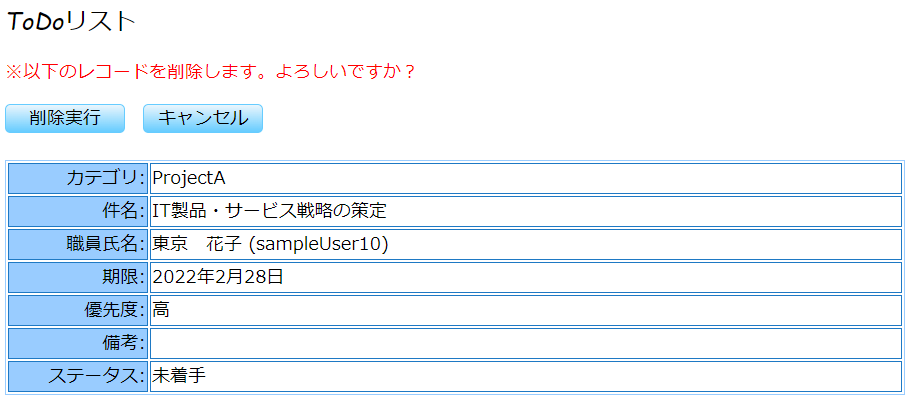 ToDoリスト
※以下のレコードを削除します。よろしいですか？
削除実行 キャンセル
カテゴリ: ProjectA
件名: IT製品・サービス戦略の策定
職員氏名: 東京　花子 (sampleUser10)
期限: 2022年2月28日
優先度: 高
備考:
ステータス: 未着手